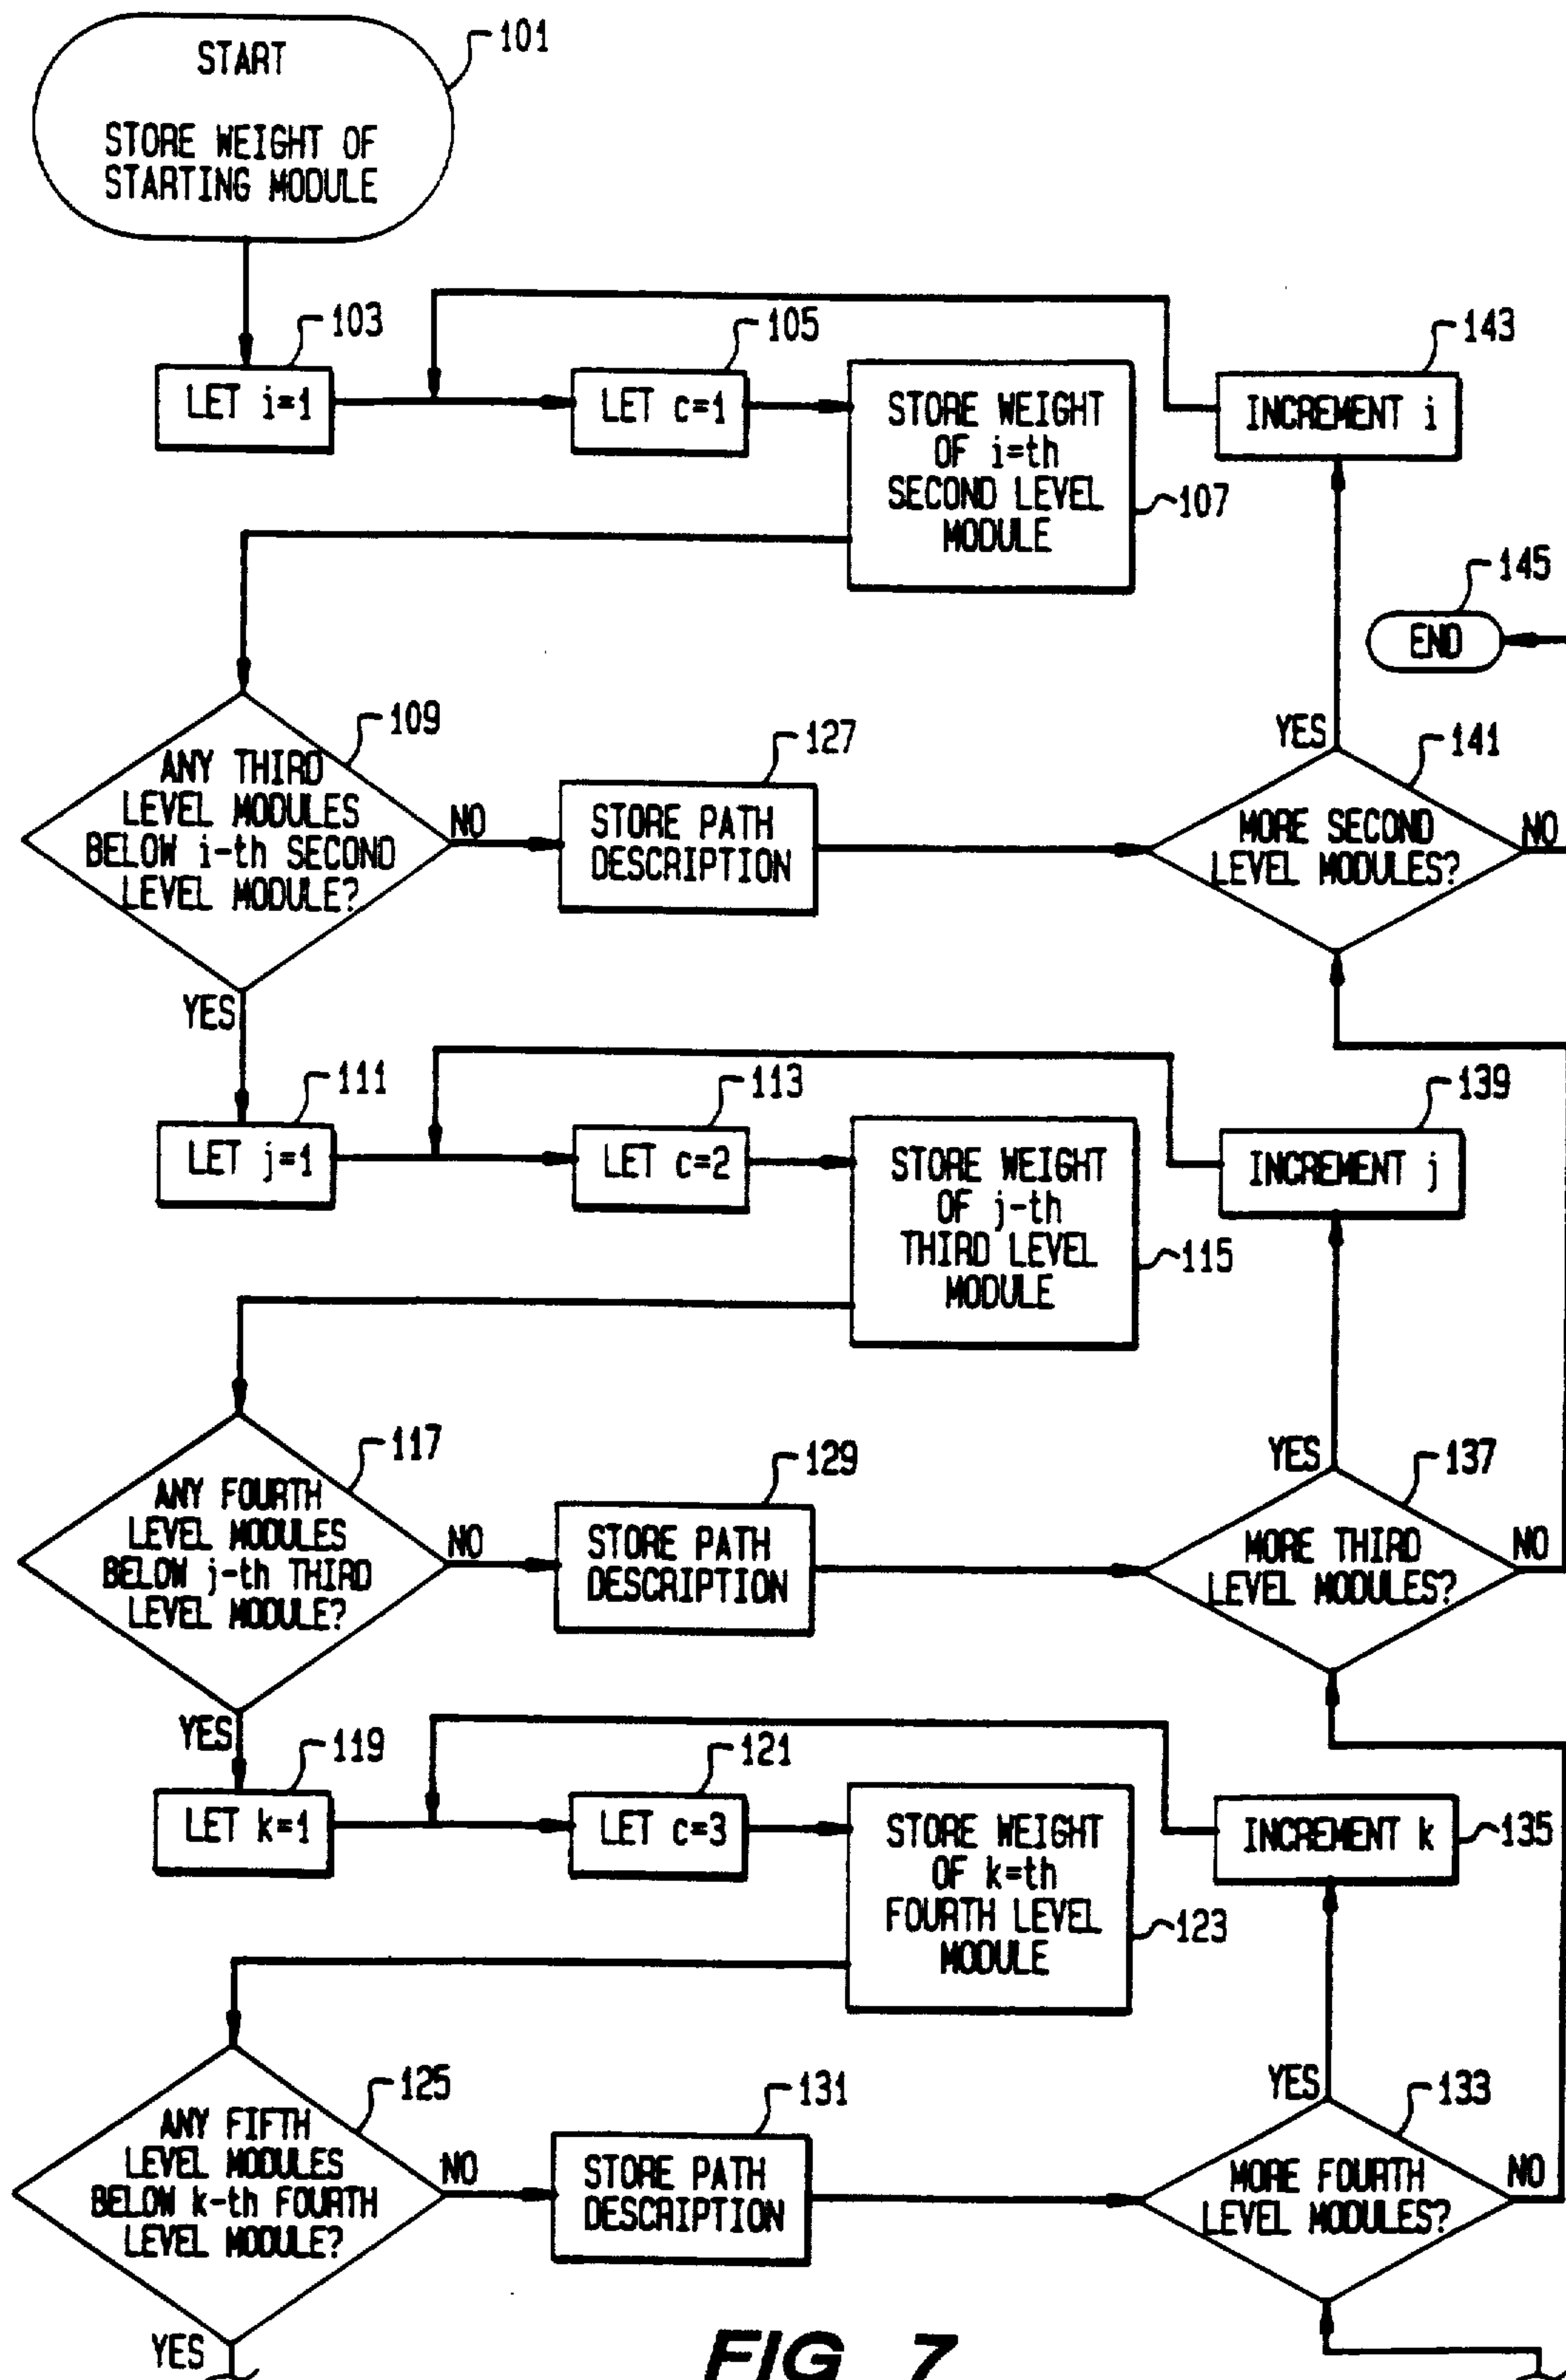 START
STORE WEIGHT OF
STARTING MODULE
101
103
LET i=1
105
LET c=1
STORE WEIGHT
OF i=th
SECOND LEVEL
MODULE
107
143
INCREMENT i
145
END
109
ANY THIRD
LEVEL MODULES
BELOW i-th SECOND
LEVEL MODULE?
NO
YES
127
STORE PATH
DESCRIPTION
YES
141
MORE SECOND
LEVEL MODULES?
NO
111
LET j=1
113
LET c=2
STORE WEIGHT
OF j-th
THIRD LEVEL
MODULE
115
139
INCREMENT j
117
ANY FOURTH
LEVEL MODULES
BELOW j-th THIRD
LEVEL MODULE?
NO
YES
129
STORE PATH
DESCRIPTION
YES
137
MORE THIRD
LEVEL MODULES?
NO
119
LET k=1
121
LET c=3
STORE WEIGHT
OF k=th
FOURTH LEVEL
MODULE
123
INCREMENT k
135
125
ANY FIFTH
LEVEL MODULES
BELOW k-th FOURTH
LEVEL MODULE?
NO
YES
131
STORE PATH
DESCRIPTION
YES
133
MORE FOURTH
LEVEL MODULES?
NO
FIG 7